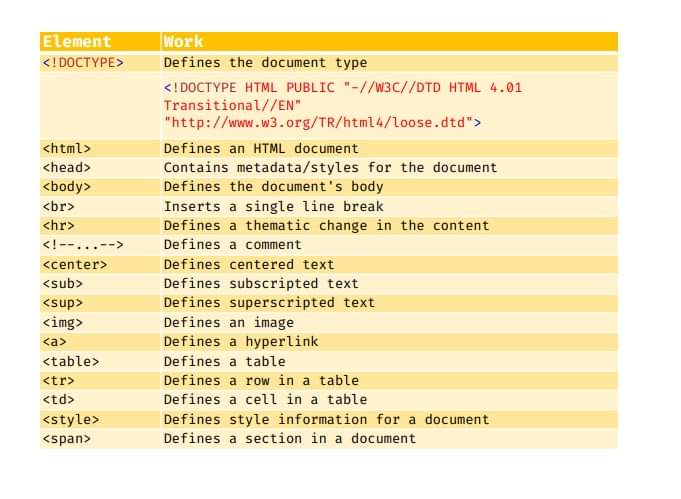 Element Work
<!DOCTYPE> Defines the document type
<!DOCTYPE HTML PUBLIC "-//W3C//DTD HTML 4.01
Transitional//EN"
"http://www.w3.org/TR/html4/loose.dtd">
<html> Defines an HTML document
<head> Contains metadata/styles for the document
<body> Defines the document's body
<br> Inserts a single line break
<hr> Defines a thematic change in the content
<!--...--> Defines a comment
<center> Defines centered text
<sub> Defines subscripted text
<sup> Defines superscripted text
<img> Defines an image
<a> Defines a hyperlink
<table> Defines a table
<tr> Defines a row in a table
<td> Defines a cell in a table
<style> Defines style information for a document
<span> Defines a section in a document